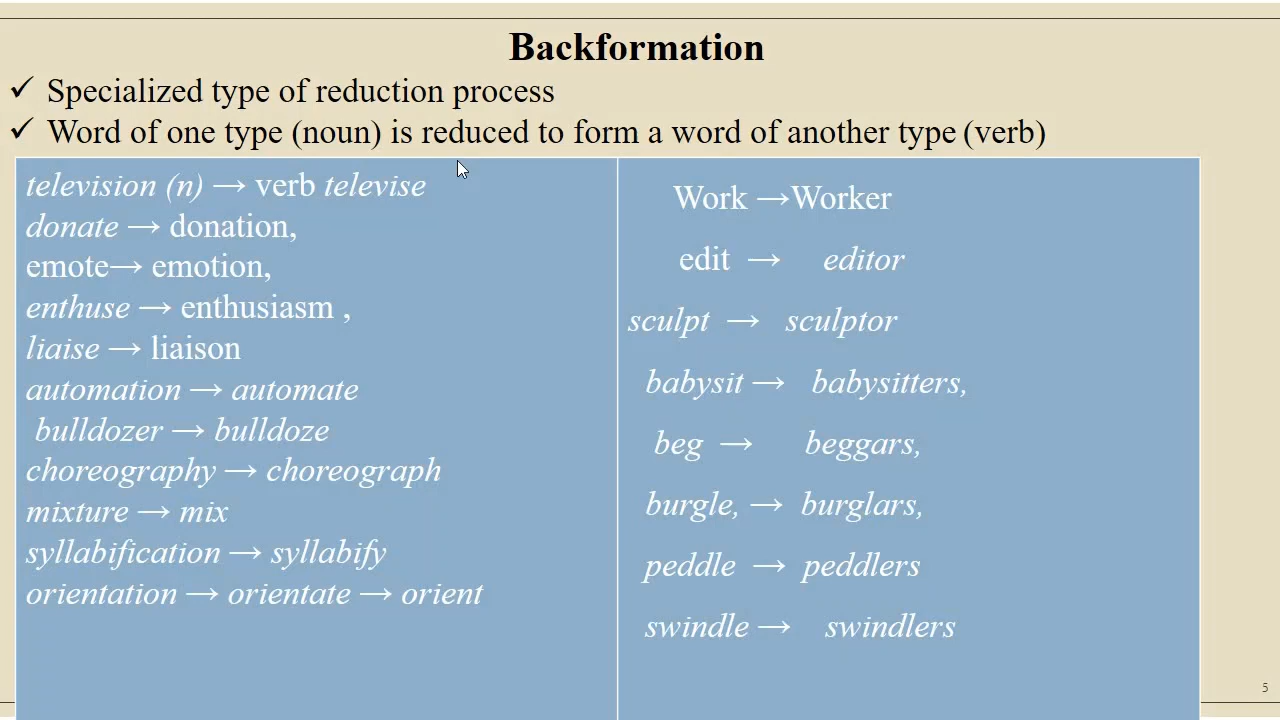 Backformation
✓ Specialized type of reduction process
✓ Word of one type (noun) is reduced to form a word of another type (verb)
television (n) → verb televise
donate → donation,
emote→ emotion,
enthuse → enthusiasm ,
liaise → liaison
automation → automate
bulldozer → bulldoze
choreography → choreograph
mixture → mix
syllabification → syllabify
orientation → orientate → orient
Work →Worker
edit → editor
sculpt → sculptor
babysit → babysitters,
beg → beggars,
burgle, → burglars,
peddle → peddlers
swindle → swindlers
5